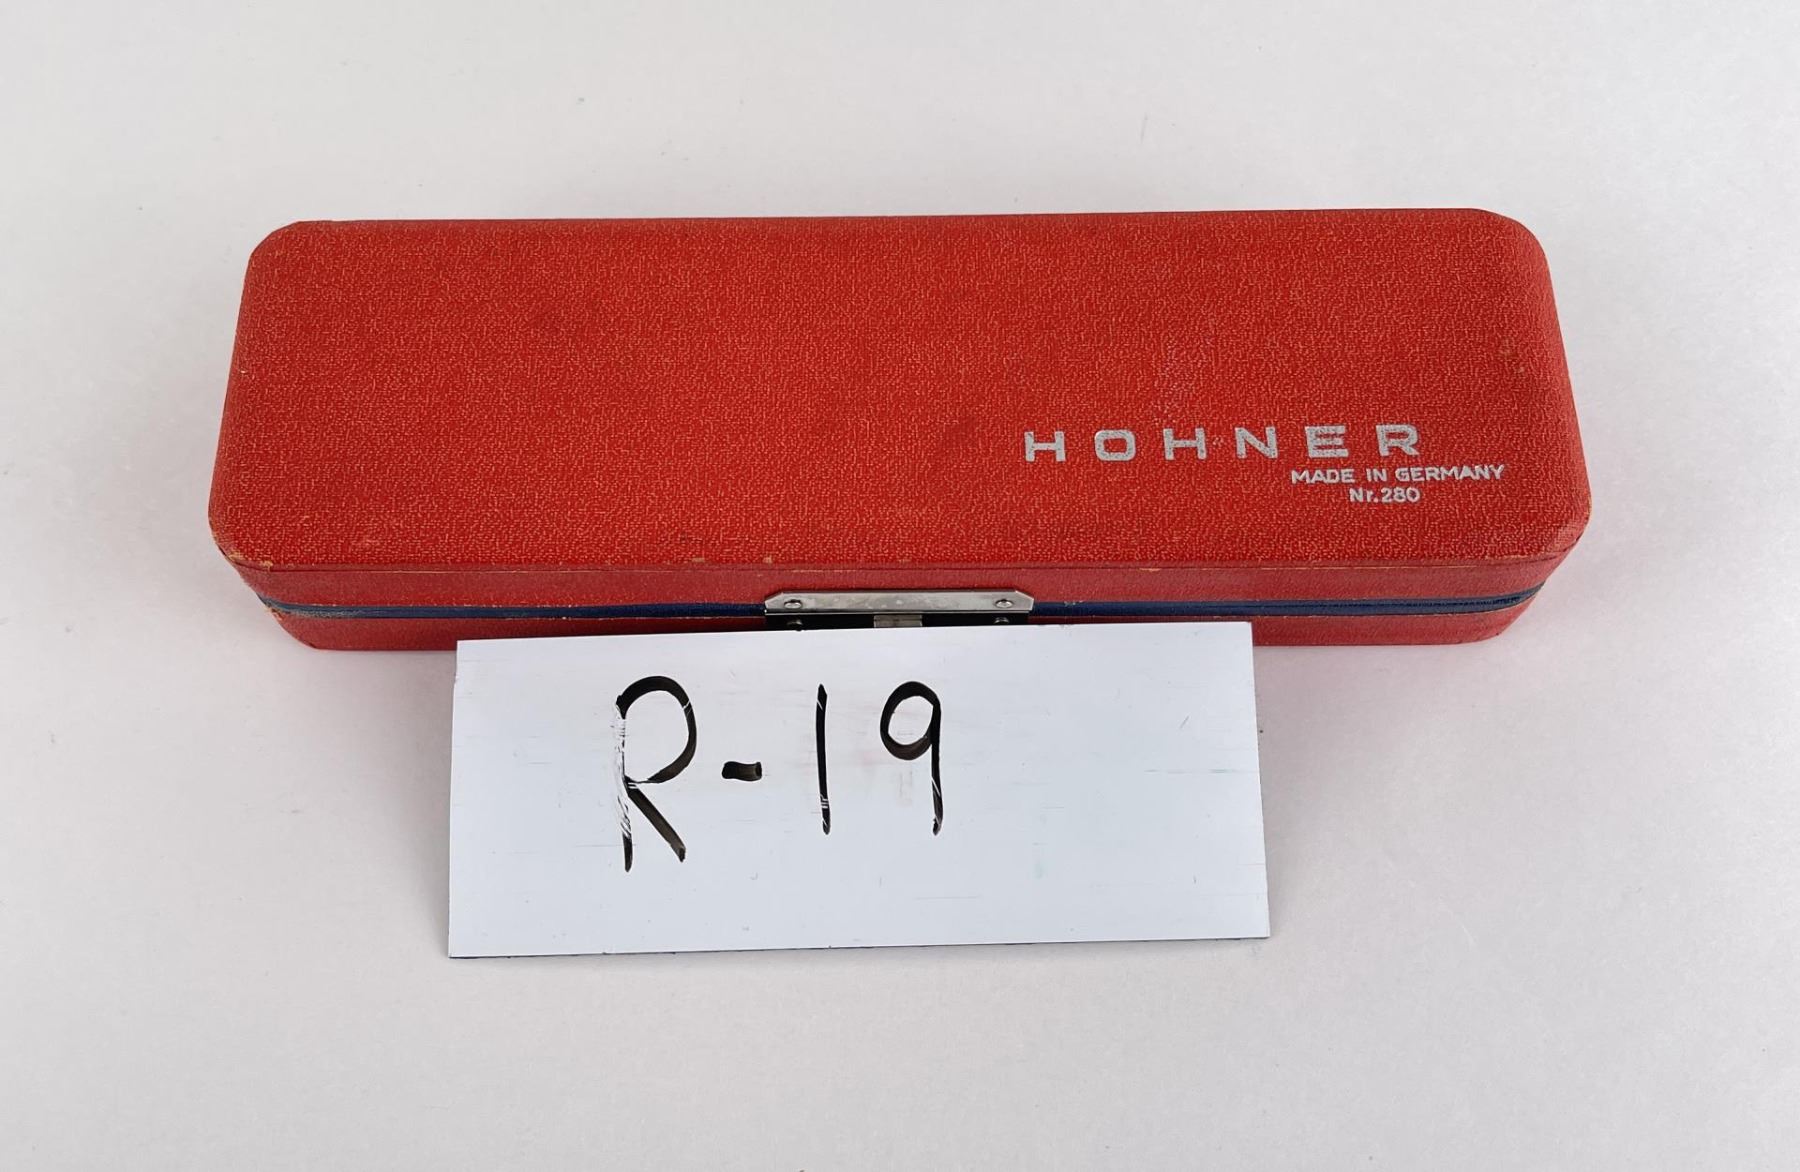 HOHNER
MADE IN GERMANY
Nr.280
R-19